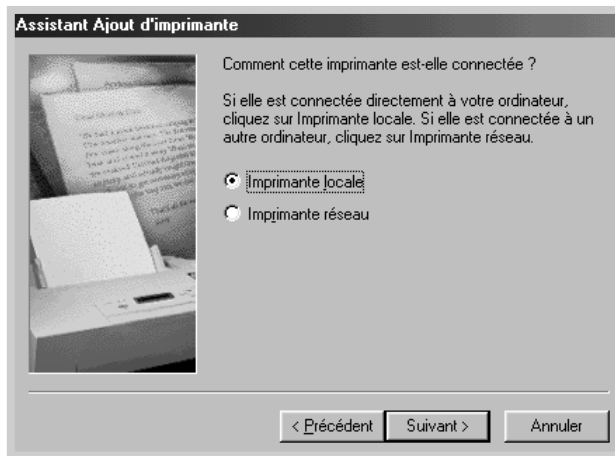 Assistant Ajout d'imprimante
Comment cette imprimante est-elle connectée ?
Si elle est connectée directement à votre ordinateur,
cliquez sur Imprimante locale. Si elle est connectée à un
autre ordinateur, cliquez sur Imprimante réseau.
Imprimante locale
Imprimante réseau
< Précédent
Suivant >
Annuler